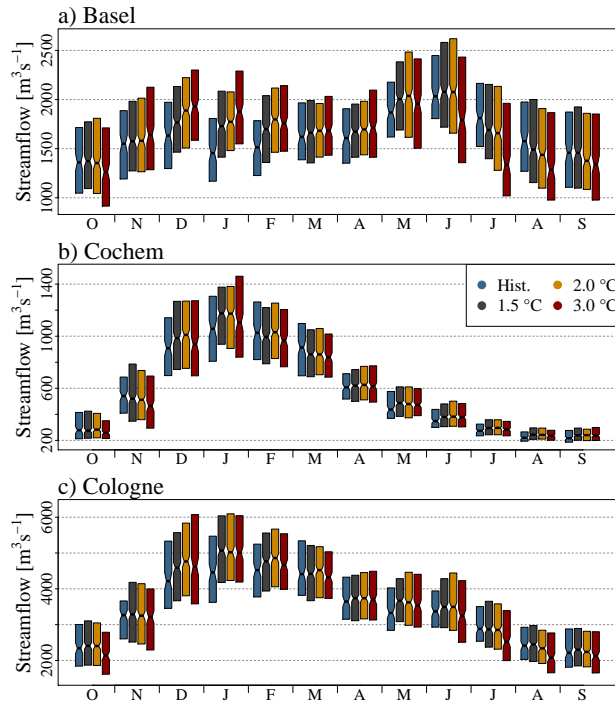 a) Basel
Streamflow [m³s⁻¹]
2500
2000
1500
1000
O N D J F M A M J J A S
b) Cochem
Streamflow [m³s⁻¹]
1400
1000
600
200
Hist. 2.0 °C
1.5 °C 3.0 °C
O N D J F M A M J J A S
c) Cologne
Streamflow [m³s⁻¹]
6000
4000
2000
O N D J F M A M J J A S